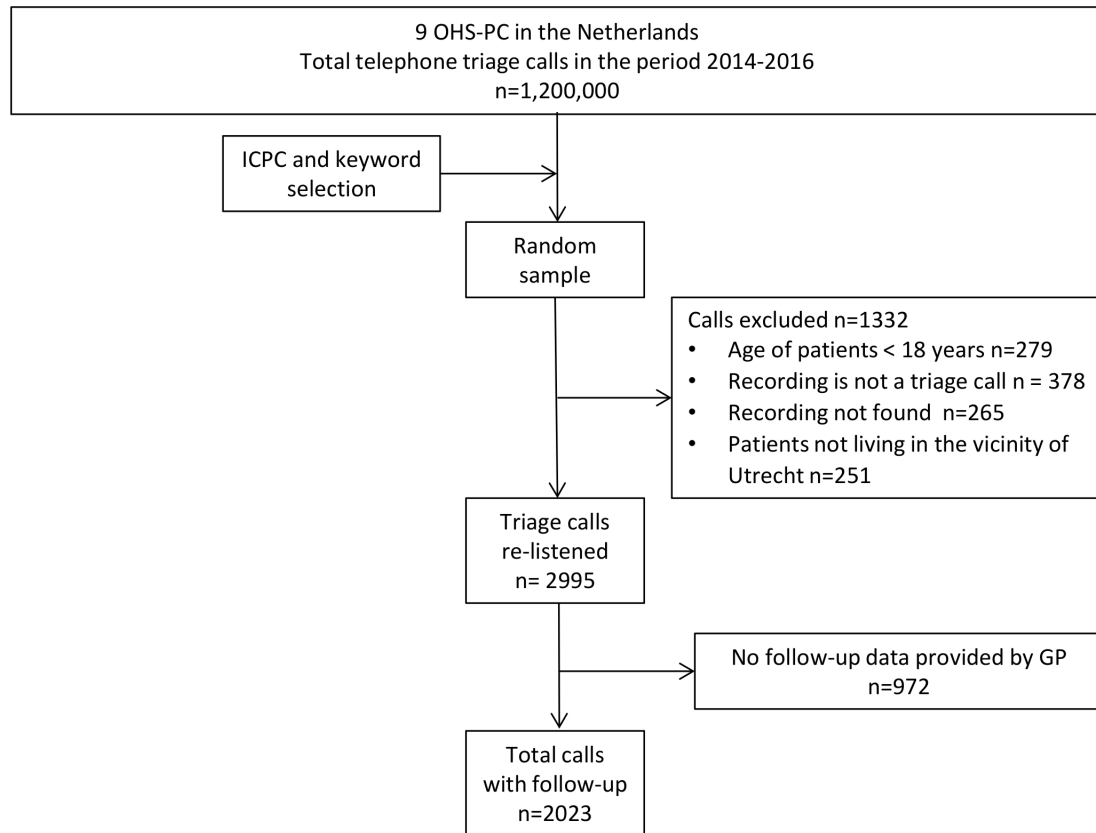 9 OHS-PC in the Netherlands
Total telephone triage calls in the period 2014-2016
n=1,200,000
ICPC and keyword
selection
Random
sample
Calls excluded n=1332
• Age of patients < 18 years n=279
• Recording is not a triage call n = 378
• Recording not found n=265
• Patients not living in the vicinity of
Utrecht n=251
Triage calls
re-listened
n= 2995
No follow-up data provided by GP
n=972
Total calls
with follow-up
n=2023